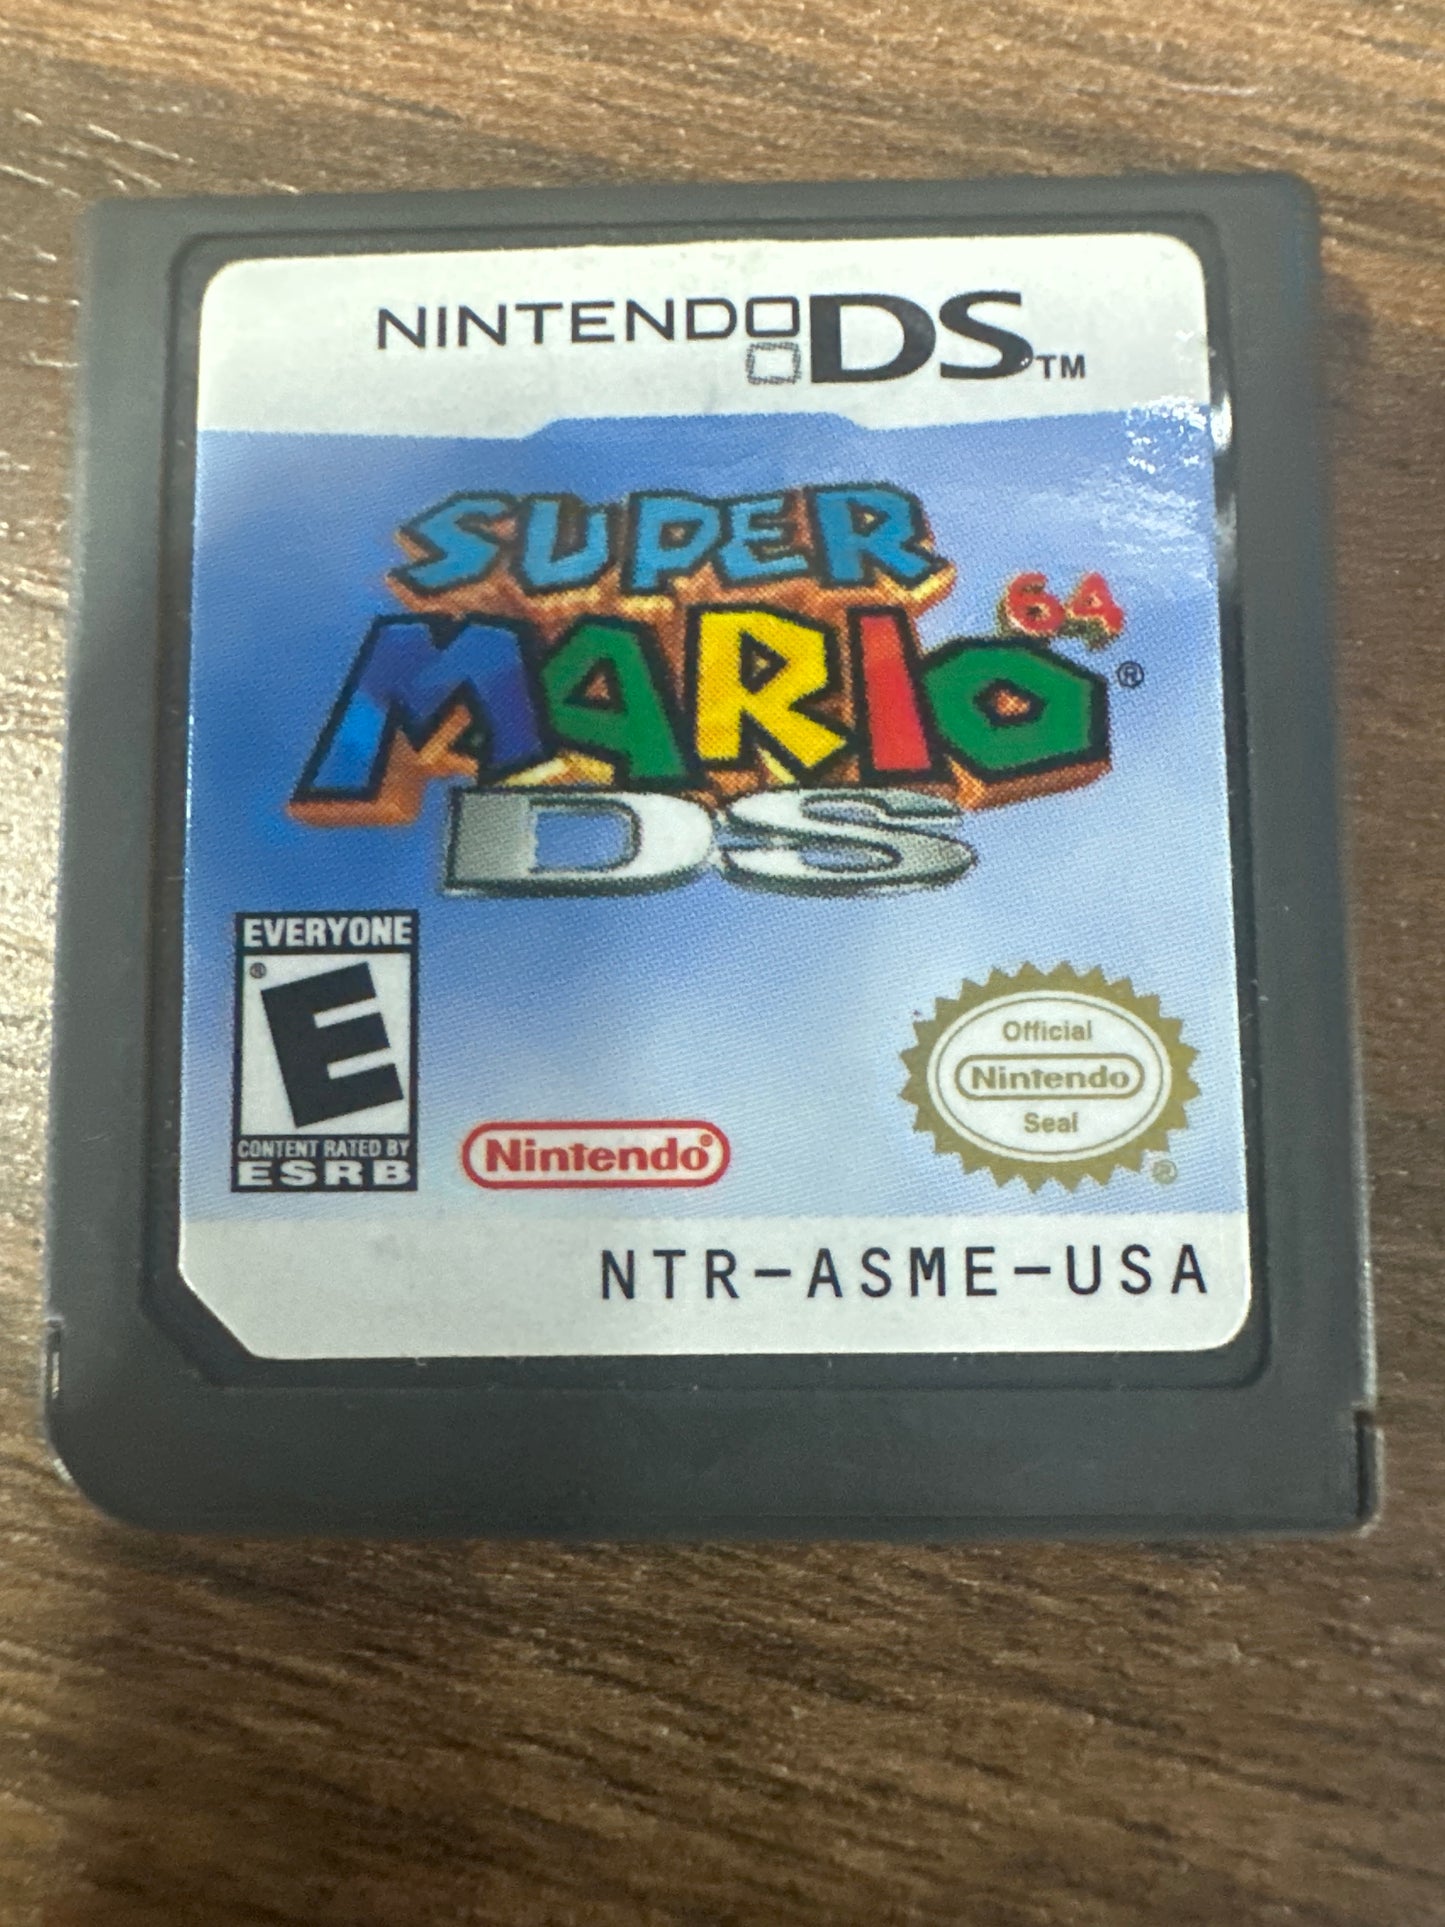 NINTENDO DS™
SUPER
MARIO 64®
DS
EVERYONE
E®
CONTENT RATED BY
ESRB
Nintendo®
Official
Nintendo
Seal®
NTR-ASME-USA